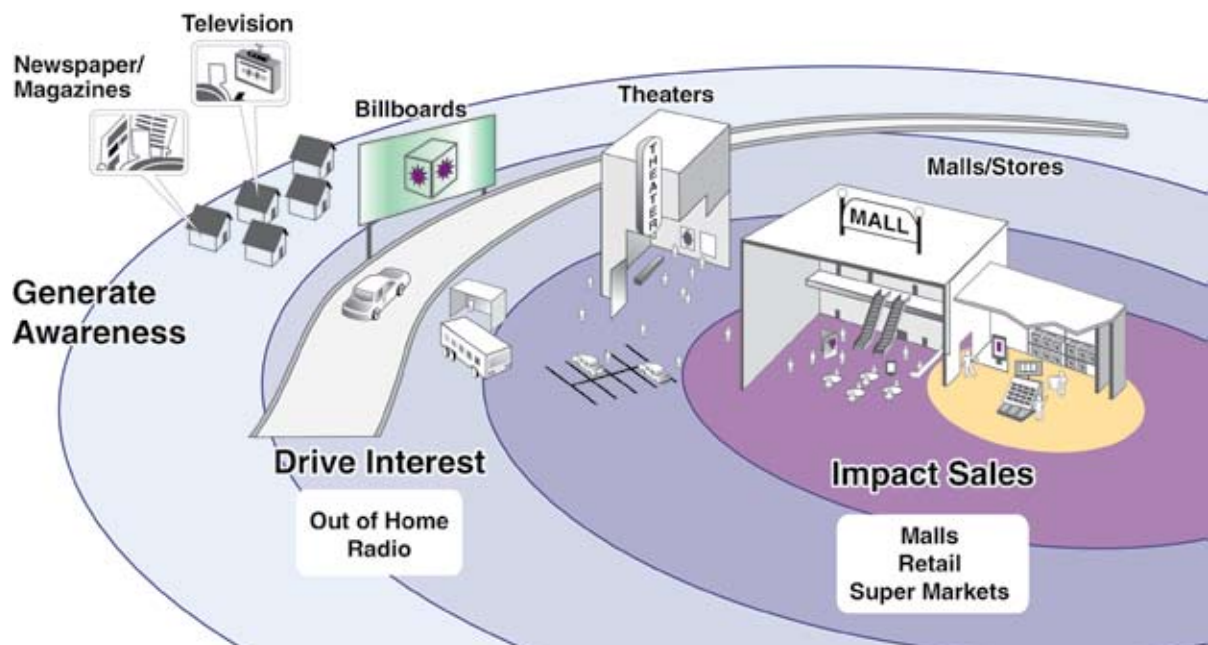 Television
Newspaper/
Magazines
Billboards
Theaters
THEATER
Malls/Stores
MALL
Generate
Awareness
Drive Interest
Out of Home
Radio
Impact Sales
Malls
Retail
Super Markets